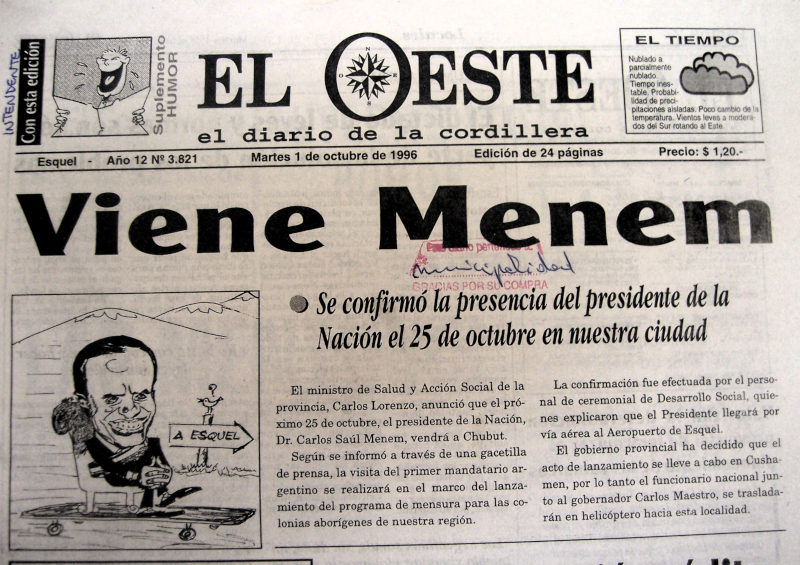 INTENDENTE
Con esta edición
Suplemento
HUMOR
EL OESTE
el diario de la cordillera
EL TIEMPO
Nublado a
parcialmente
nublado.
Tiempo ines-
table. Probabi-
lidad de preci-
pitaciones aisladas. Poco cambio de
temperatura. Vientos leves a modera-
dos del Sur rotando al Este.
Esquel - Año 12 Nº 3.821
Martes 1 de octubre de 1996
Edición de 24 páginas
Precio: $ 1,20.-
Viene Menem
municipalidad
GRACIAS POR SU COMPRA
Se confirmó la presencia del presidente de la
Nación el 25 de octubre en nuestra ciudad
A ESQUEL
El ministro de Salud y Acción Social de la
provincia, Carlos Lorenzo, anunció que el pró-
ximo 25 de octubre, el presidente de la Nación,
Dr. Carlos Saúl Menem, vendrá a Chubut.
Según se informó a través de una gacetilla
de prensa, la visita del primer mandatario ar-
gentino se realizará en el marco del lanza-
miento del programa de mensura para las co-
lonias aborígenes de nuestra región.
La confirmación fue efectuada por el perso-
nal de ceremonial de Desarrollo Social, quie-
nes explicaron que el Presidente llegará por
vía aérea al Aeropuerto de Esquel.
El gobierno provincial ha decidido que el
acto de lanzamiento se lleve a cabo en Cusha-
men, por lo tanto el funcionario nacional jun-
to al gobernador Carlos Maestro, se traslada-
rán en helicóptero hacia esta localidad.